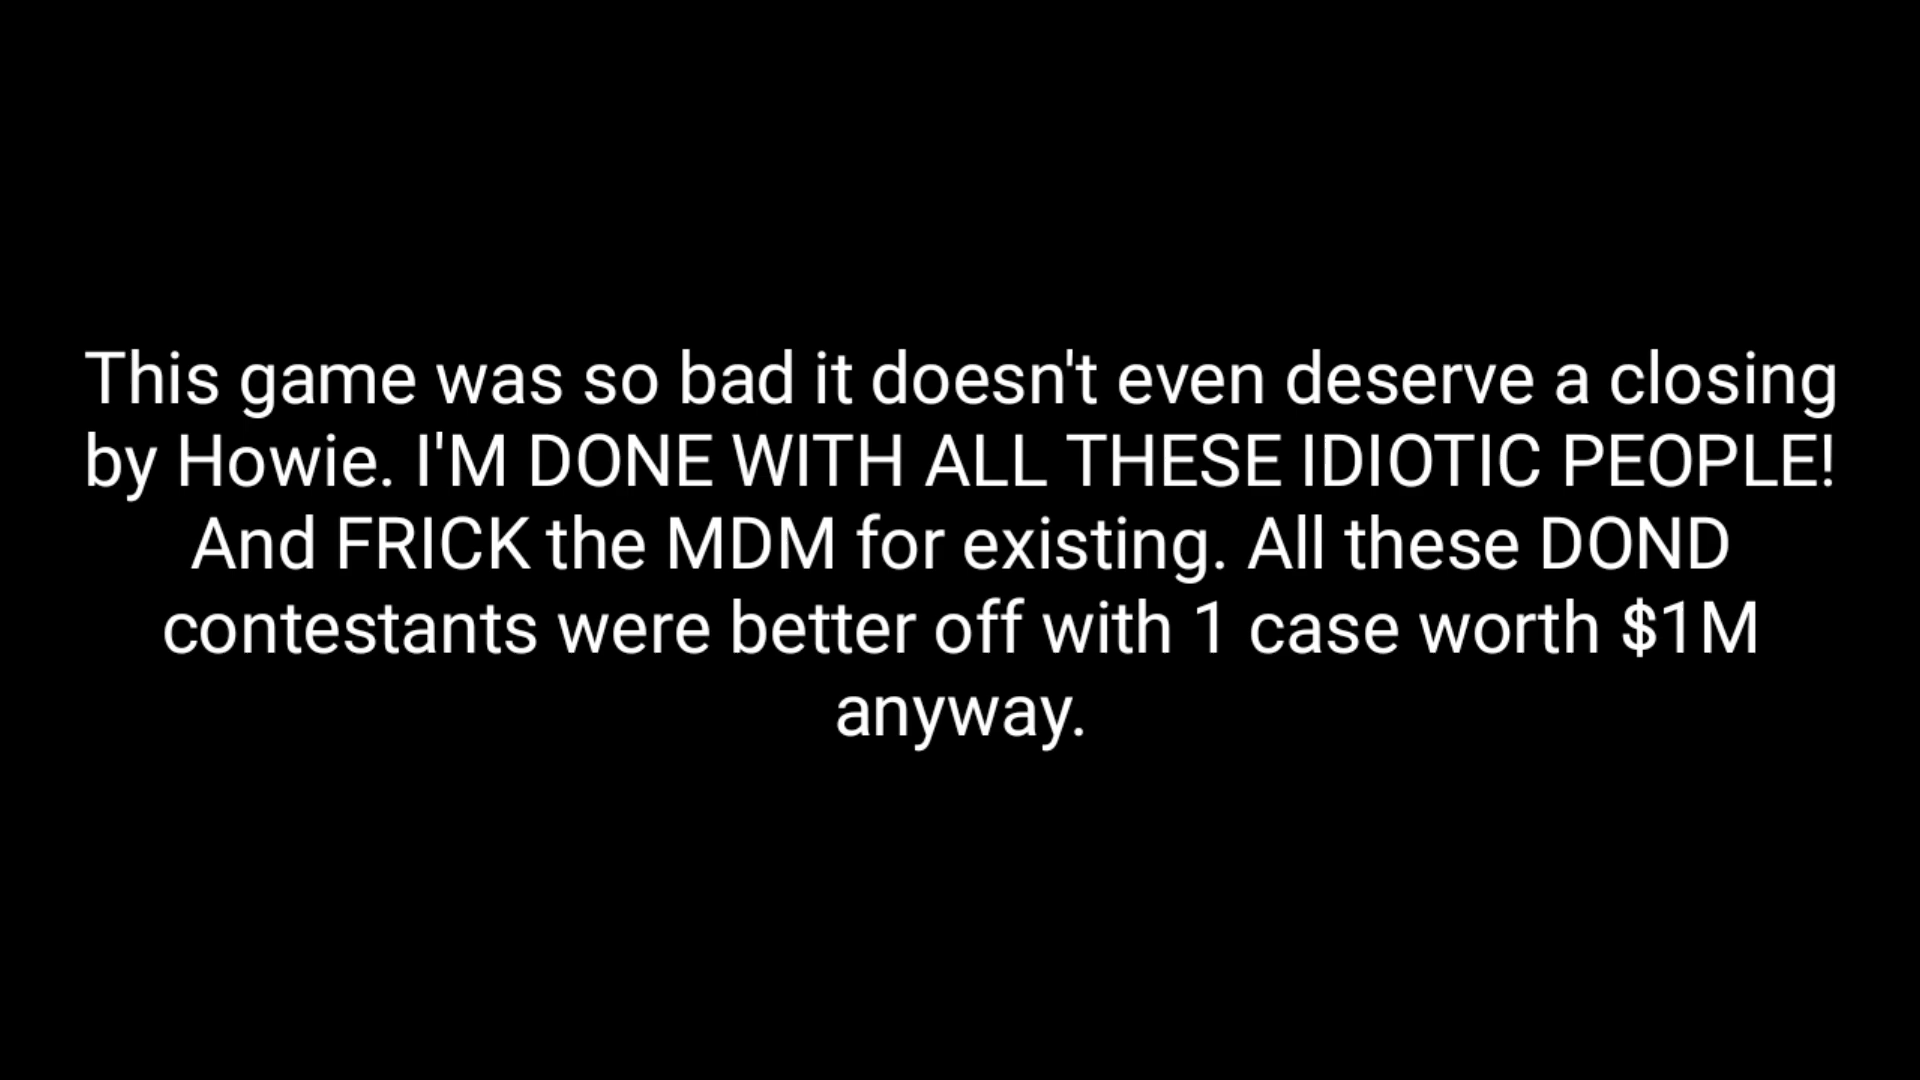 This game was so bad it doesn't even deserve a closing
by Howie. I'M DONE WITH ALL THESE IDIOTIC PEOPLE!
And FRICK the MDM for existing. All these DOND
contestants were better off with 1 case worth $1M
anyway.